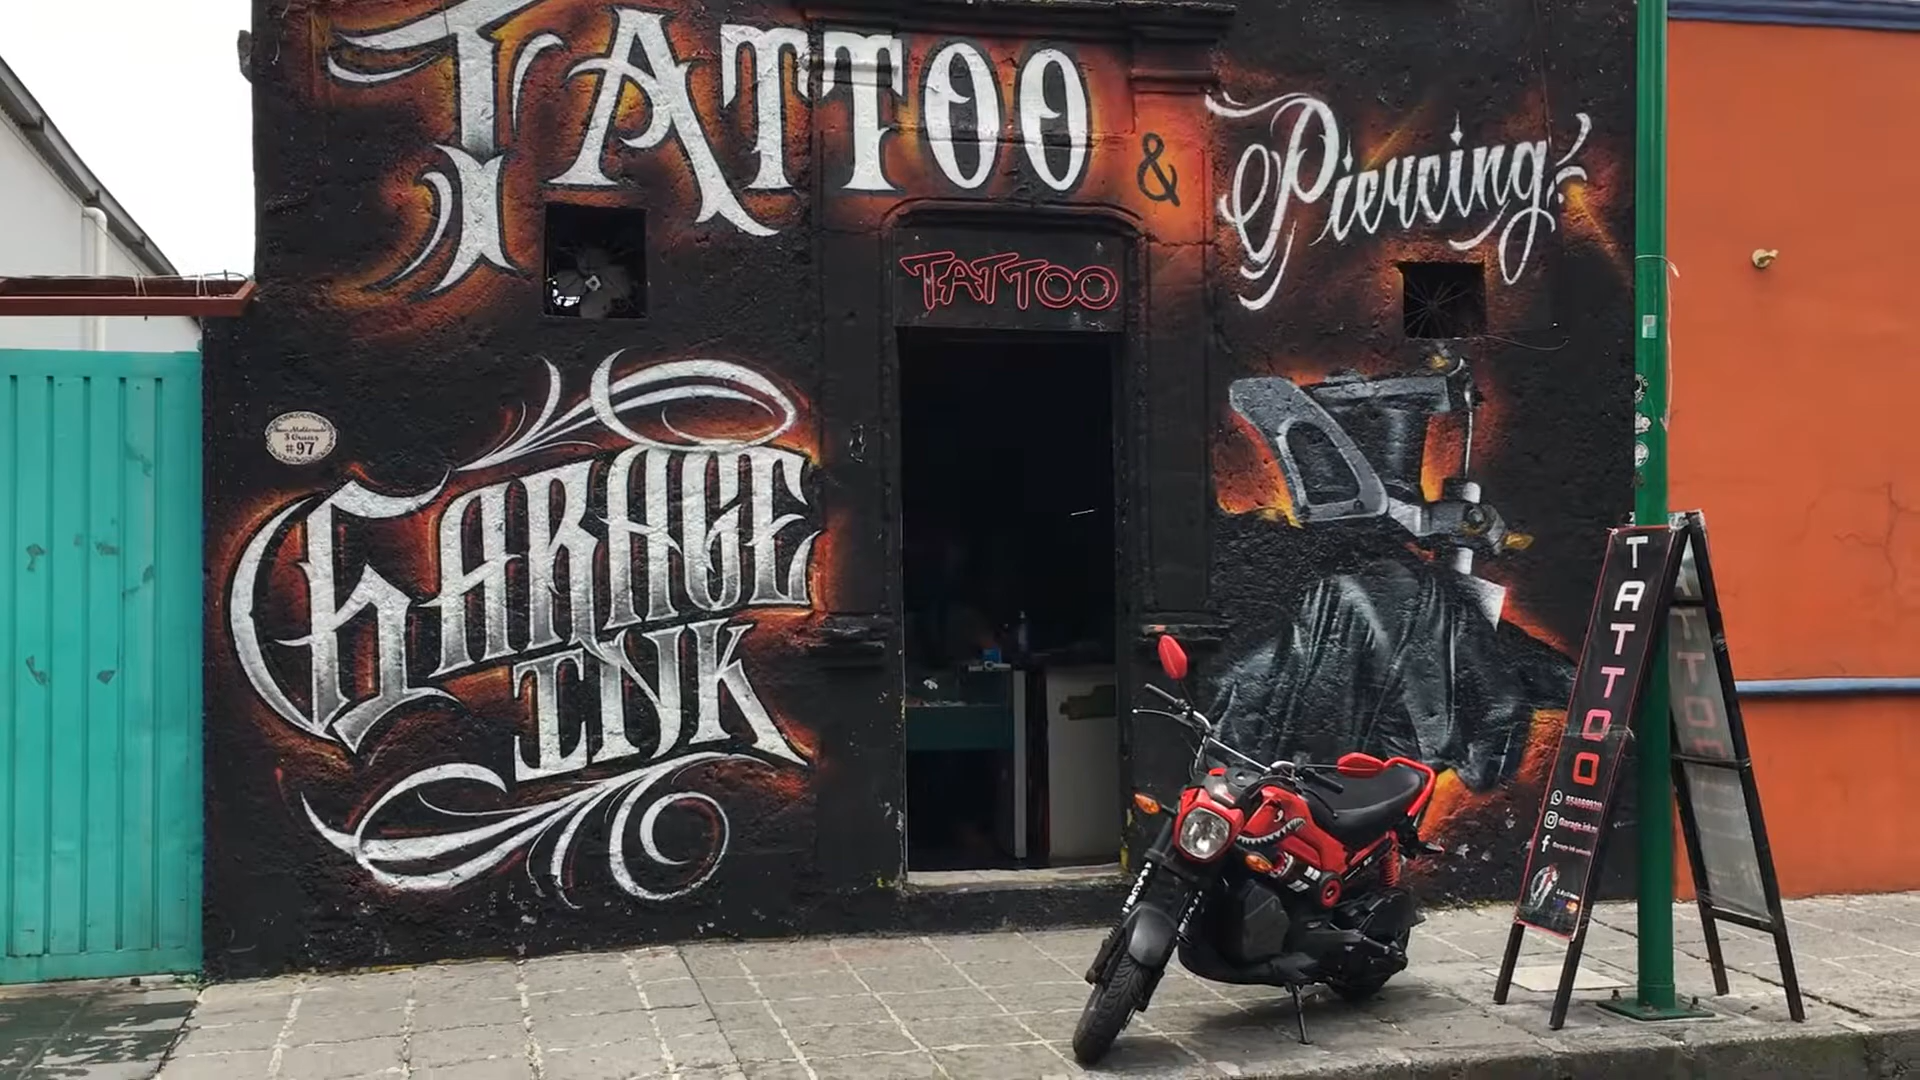 TATTOO & Piercing
TATTOO
#97
GARAGE
INK
TATTOO
TATTOO